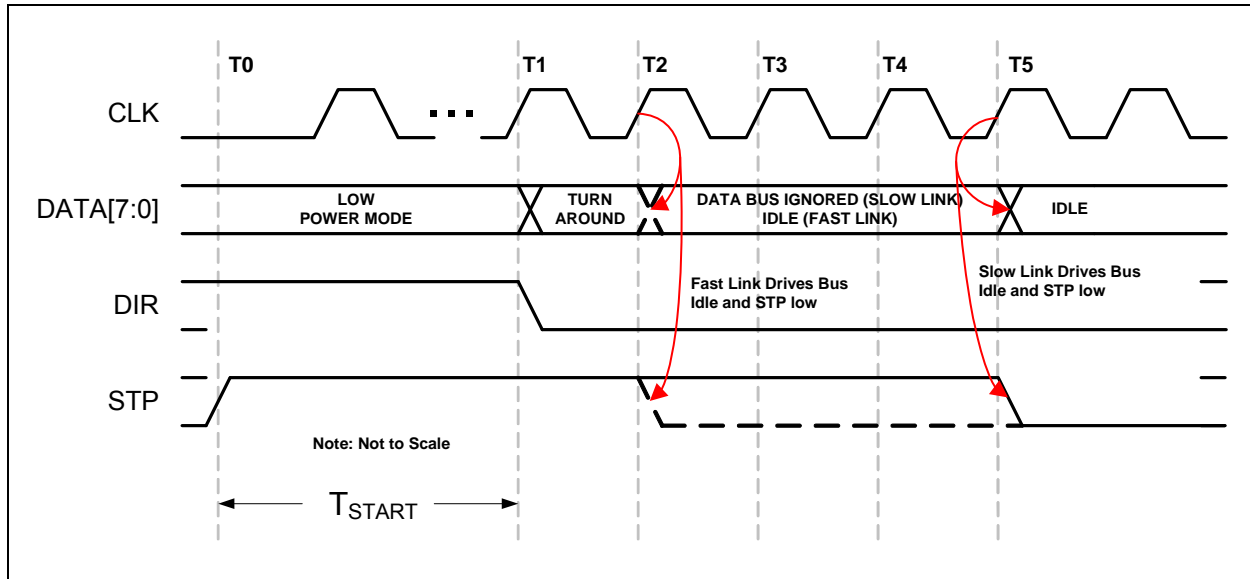 T0
T1
T2
T3
T4
T5
CLK
DATA[7:0]
LOW
POWER MODE
TURN
AROUND
DATA BUS IGNORED (SLOW LINK)
IDLE (FAST LINK)
IDLE
DIR
Fast Link Drives Bus
Idle and STP low
Slow Link Drives Bus
Idle and STP low
STP
Note: Not to Scale
TSTART